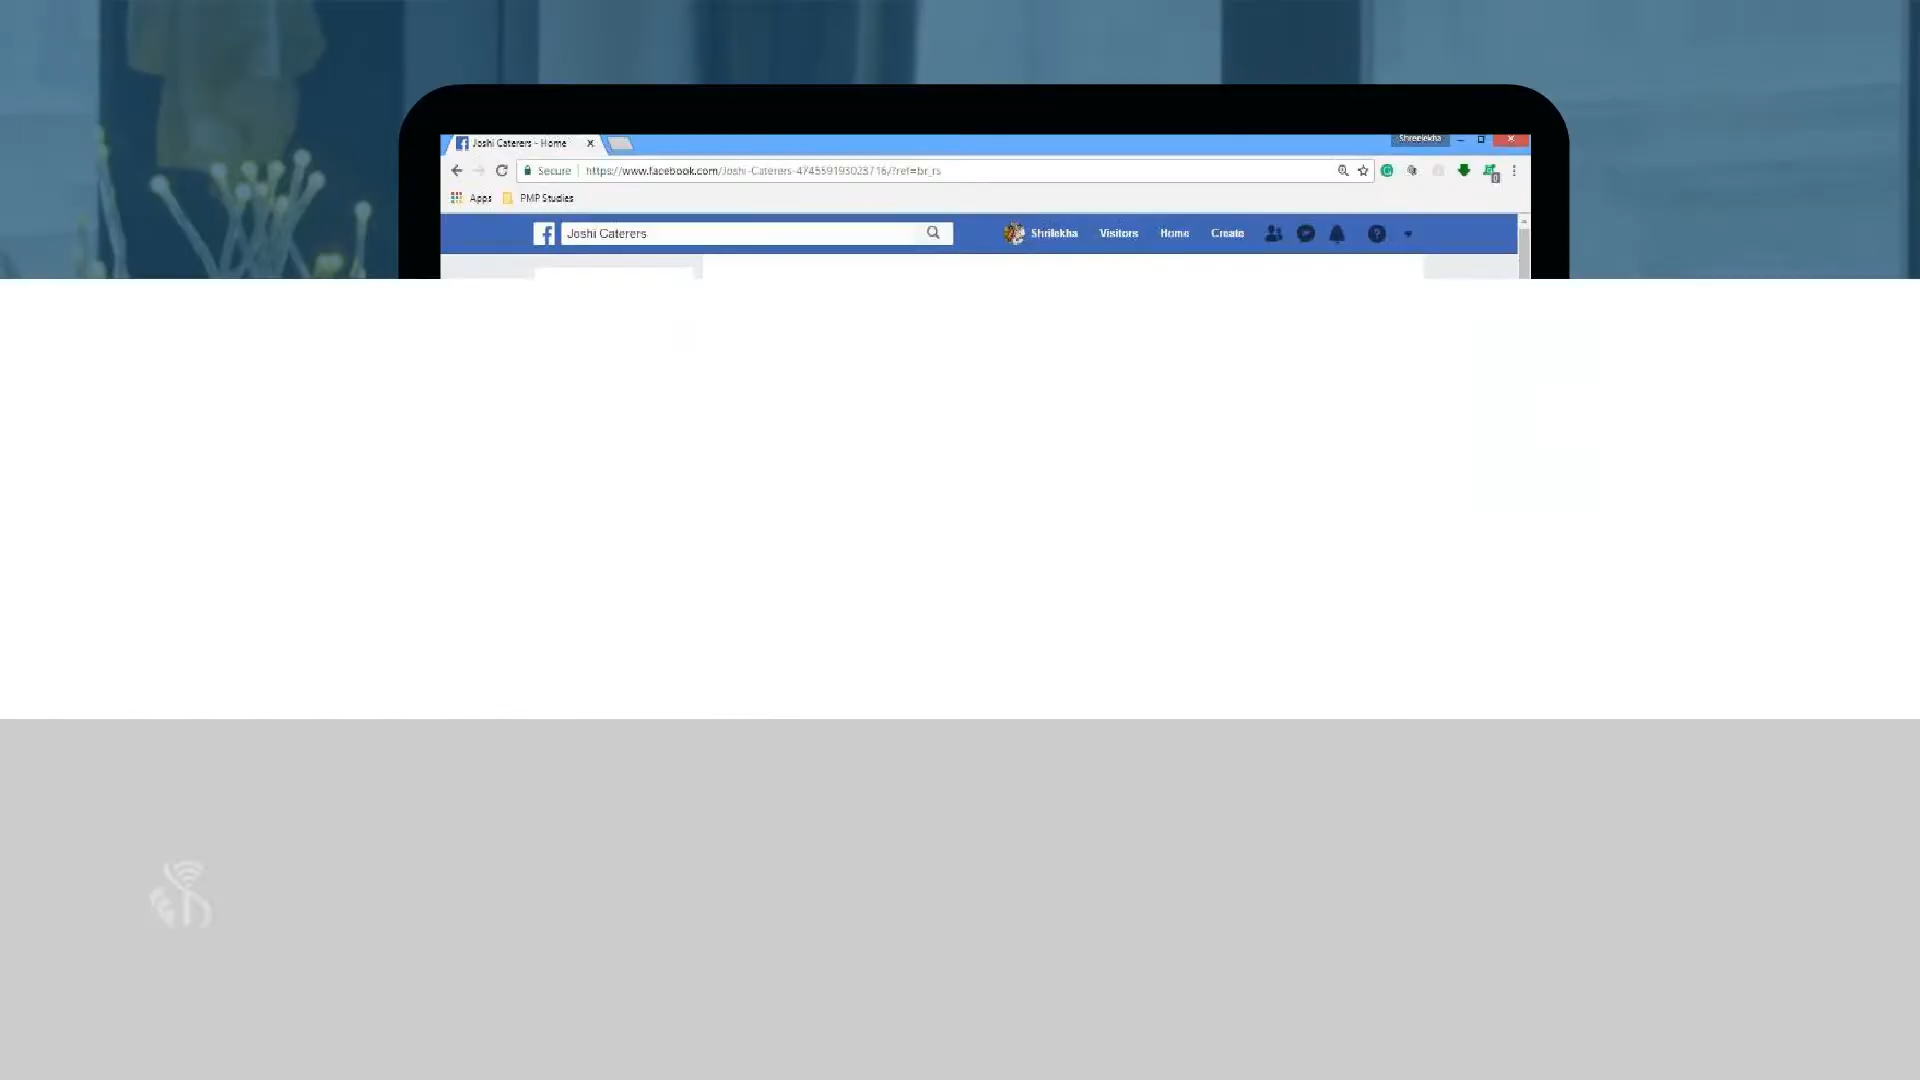 Joshi Caterers - Home
Shreelekha
Secure https://www.facebook.com/Joshi-Caterers-474559193023716/?ref=br_rs
Apps PMP Studies
Joshi Caterers Shrilekha Visitors Home Create